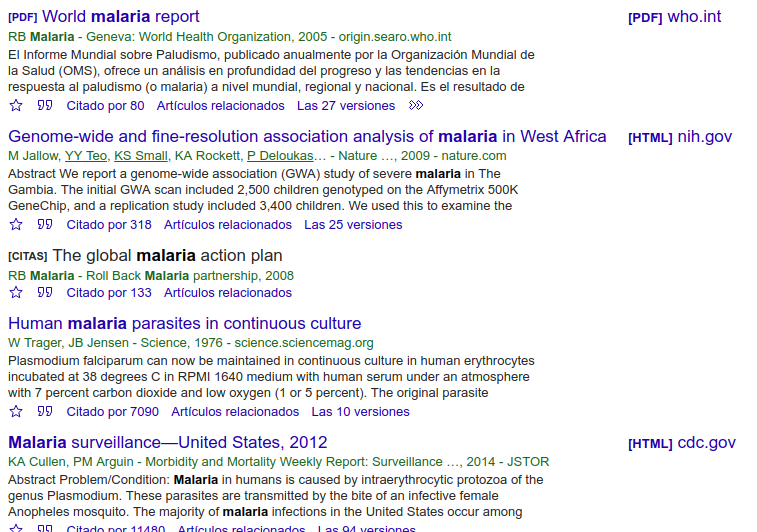 [PDF] World malaria report
[PDF] who.int
RB Malaria - Geneva: World Health Organization, 2005 - origin.searo.who.int
El Informe Mundial sobre Paludismo, publicado anualmente por la Organización Mundial de
la Salud (OMS), ofrece un análisis en profundidad del progreso y las tendencias en la
respuesta al paludismo (o malaria) a nivel mundial, regional y nacional. Es el resultado de
Citado por 80 Artículos relacionados Las 27 versiones
Genome-wide and fine-resolution association analysis of malaria in West Africa
[HTML] nih.gov
M Jallow, YY Teo, KS Small, KA Rockett, P Deloukas… - Nature …, 2009 - nature.com
Abstract We report a genome-wide association (GWA) study of severe malaria in The
Gambia. The initial GWA scan included 2,500 children genotyped on the Affymetrix 500K
GeneChip, and a replication study included 3,400 children. We used this to examine the
Citado por 318 Artículos relacionados Las 25 versiones
[CITAS] The global malaria action plan
RB Malaria - Roll Back Malaria partnership, 2008
Citado por 133 Artículos relacionados
Human malaria parasites in continuous culture
W Trager, JB Jensen - Science, 1976 - science.sciencemag.org
Plasmodium falciparum can now be maintained in continuous culture in human erythrocytes
incubated at 38 degrees C in RPMI 1640 medium with human serum under an atmosphere
with 7 percent carbon dioxide and low oxygen (1 or 5 percent). The original parasite
Citado por 7090 Artículos relacionados Las 10 versiones
Malaria surveillance—United States, 2012
[HTML] cdc.gov
KA Cullen, PM Arguin - Morbidity and Mortality Weekly Report: Surveillance …, 2014 - JSTOR
Abstract Problem/Condition: Malaria in humans is caused by intraerythrocytic protozoa of the
genus Plasmodium. These parasites are transmitted by the bite of an infective female
Anopheles mosquito. The majority of malaria infections in the United States occur among
Citado por 11480 Artículos relacionados Las 94 versiones